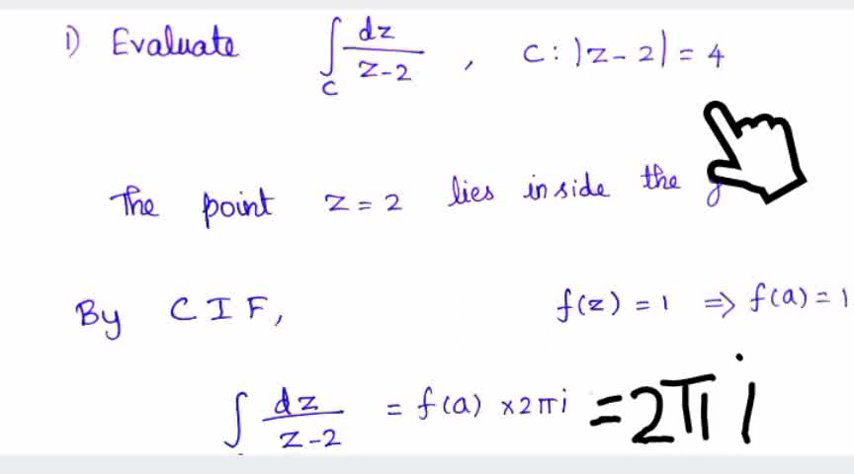 1) Evaluate ∫_C dz/(z-2) , C: |z-2| = 4
The point z = 2 lies inside the
By CIF, f(z) = 1 ⇒ f(a) = 1
∫ dz/(z-2) = f(a) × 2πi = 2πi